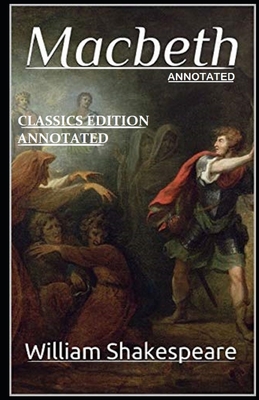 Macbeth
ANNOTATED
CLASSICS EDITION
ANNOTATED
William Shakespeare